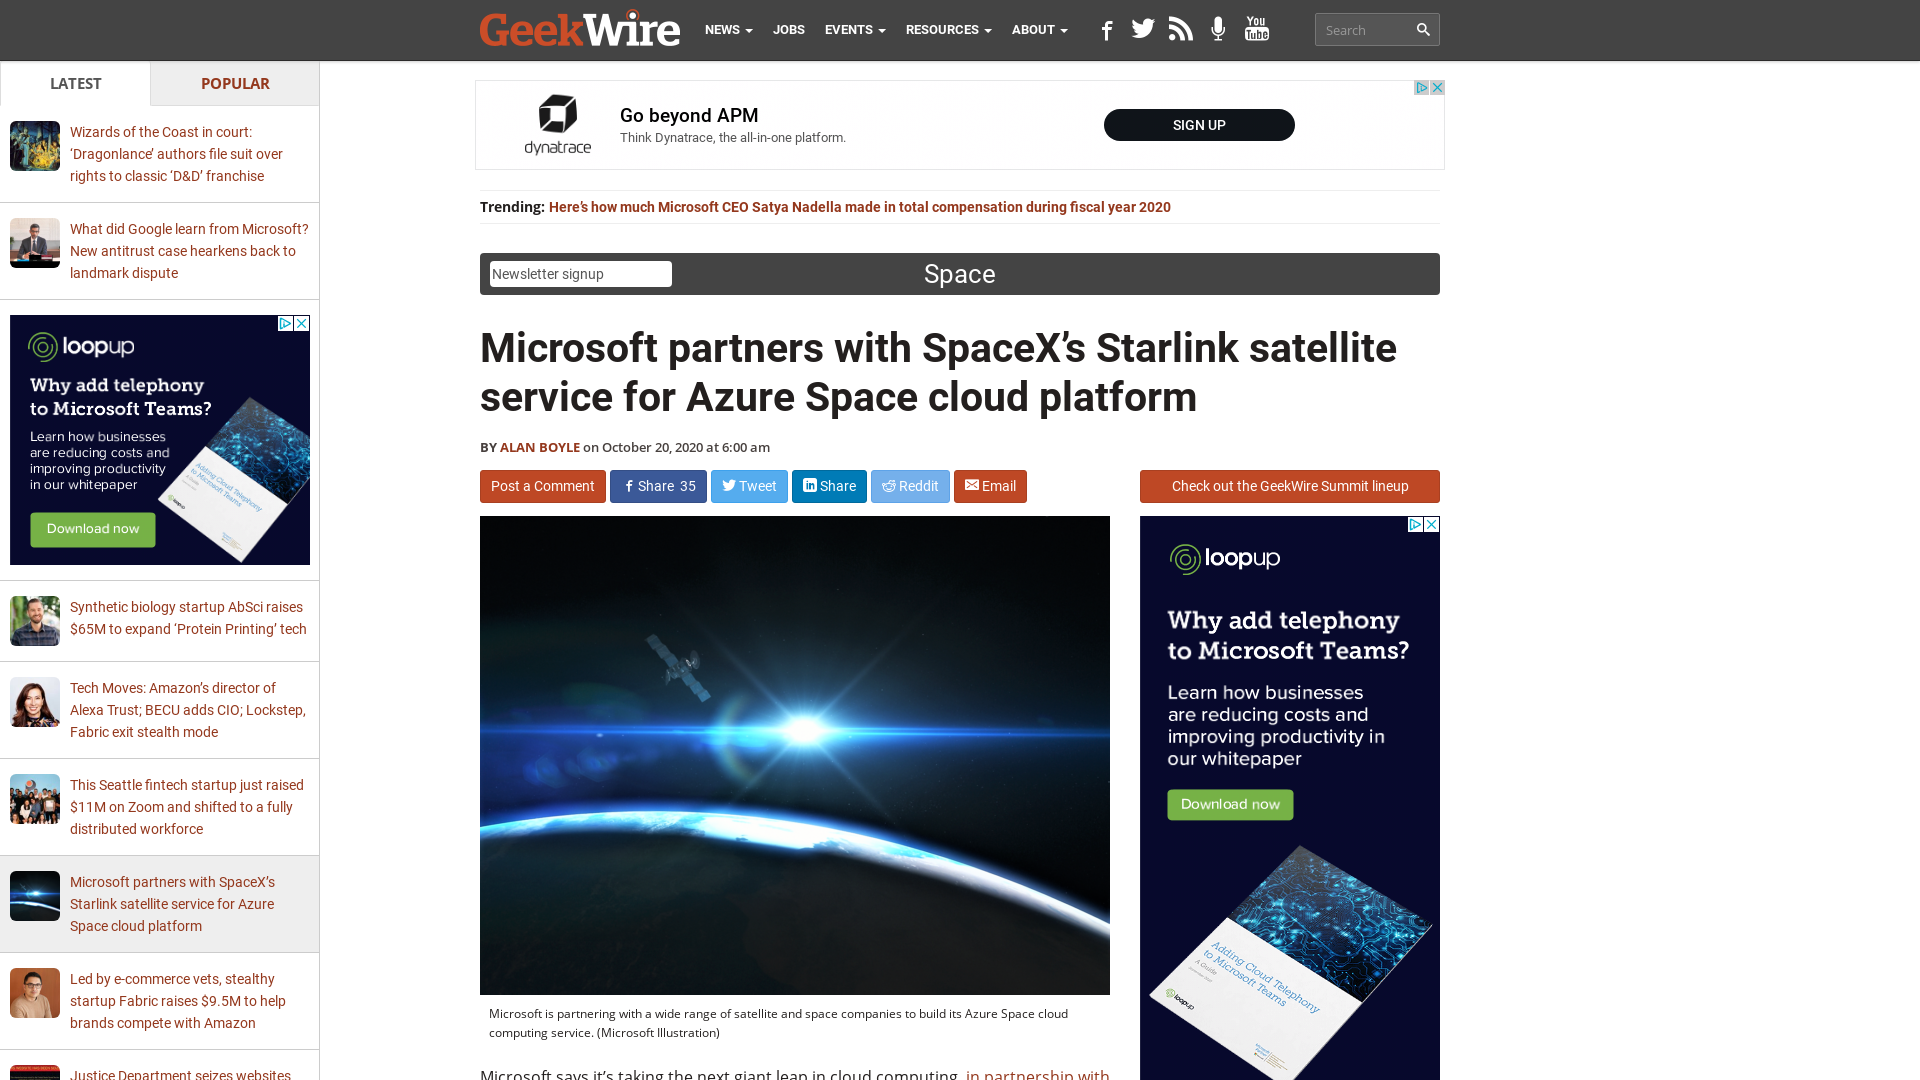 GeekWire
NEWS
JOBS
EVENTS
RESOURCES
ABOUT
You
Tube
Search
LATEST
POPULAR
Wizards of the Coast in court:
‘Dragonlance’ authors file suit over
rights to classic ‘D&D’ franchise
What did Google learn from Microsoft?
New antitrust case hearkens back to
landmark dispute
loopup
Why add telephony
to Microsoft Teams?
Learn how businesses
are reducing costs and
improving productivity
in our whitepaper
Download now
Adding Cloud Telephony
to Microsoft Teams
Synthetic biology startup AbSci raises
$65M to expand ‘Protein Printing’ tech
Tech Moves: Amazon’s director of
Alexa Trust; BECU adds CIO; Lockstep,
Fabric exit stealth mode
This Seattle fintech startup just raised
$11M on Zoom and shifted to a fully
distributed workforce
Microsoft partners with SpaceX’s
Starlink satellite service for Azure
Space cloud platform
Led by e-commerce vets, stealthy
startup Fabric raises $9.5M to help
brands compete with Amazon
Justice Department seizes websites
dynatrace
Go beyond APM
Think Dynatrace, the all-in-one platform.
SIGN UP
Trending: Here’s how much Microsoft CEO Satya Nadella made in total compensation during fiscal year 2020
Newsletter signup
Space
Microsoft partners with SpaceX’s Starlink satellite
service for Azure Space cloud platform
BY ALAN BOYLE on October 20, 2020 at 6:00 am
Post a Comment
Share 35
Tweet
Share
Reddit
Email
Check out the GeekWire Summit lineup
Microsoft is partnering with a wide range of satellite and space companies to build its Azure Space cloud
computing service. (Microsoft Illustration)
Microsoft says it’s taking the next giant leap in cloud computing, in partnership with
loopup
Why add telephony
to Microsoft Teams?
Learn how businesses
are reducing costs and
improving productivity in
our whitepaper
Download now
Adding Cloud Telephony
to Microsoft Teams
A Guide
loopup